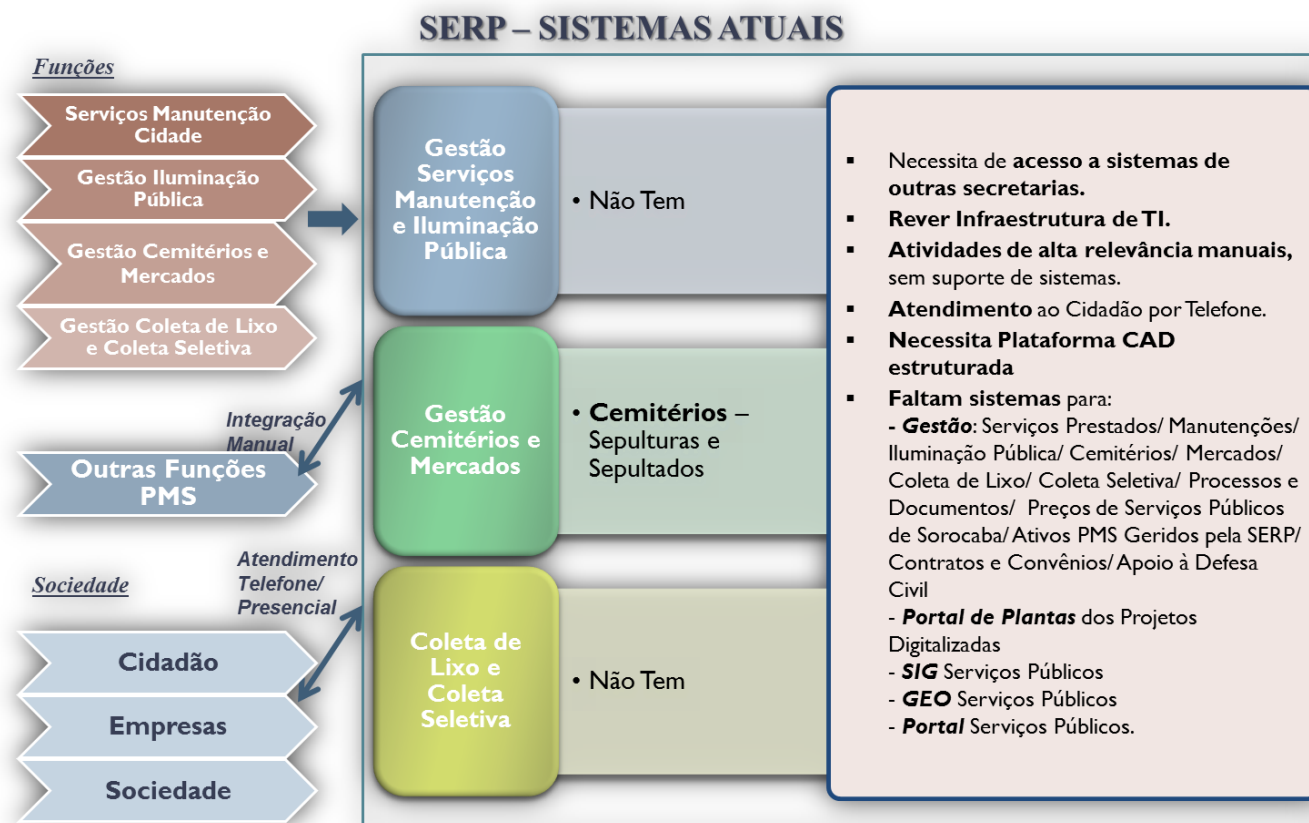 SERP – SISTEMAS ATUAIS
Funções
Serviços Manutenção
Cidade
Gestão Iluminação
Pública
Gestão Cemitérios e
Mercados
Gestão Coleta de Lixo
e Coleta Seletiva
Integração
Manual
Outras Funções
PMS
Atendimento
Telefone/
Presencial
Sociedade
Cidadão
Empresas
Sociedade
Gestão
Serviços
Manutenção
e Iluminação
Pública
• Não Tem
Gestão
Cemitérios e
Mercados
• Cemitérios –
Sepulturas e
Sepultados
Coleta de
Lixo e
Coleta
Seletiva
• Não Tem
▪ Necessita de acesso a sistemas de
outras secretarias.
▪ Rever Infraestrutura de TI.
▪ Atividades de alta relevância manuais,
sem suporte de sistemas.
▪ Atendimento ao Cidadão por Telefone.
▪ Necessita Plataforma CAD
estruturada
▪ Faltam sistemas para:
- Gestão: Serviços Prestados/ Manutenções/
Iluminação Pública/ Cemitérios/ Mercados/
Coleta de Lixo/ Coleta Seletiva/ Processos e
Documentos/ Preços de Serviços Públicos
de Sorocaba/ Ativos PMS Geridos pela SERP/
Contratos e Convênios/ Apoio à Defesa
Civil
- Portal de Plantas dos Projetos
Digitalizadas
- SIG Serviços Públicos
- GEO Serviços Públicos
- Portal Serviços Públicos.